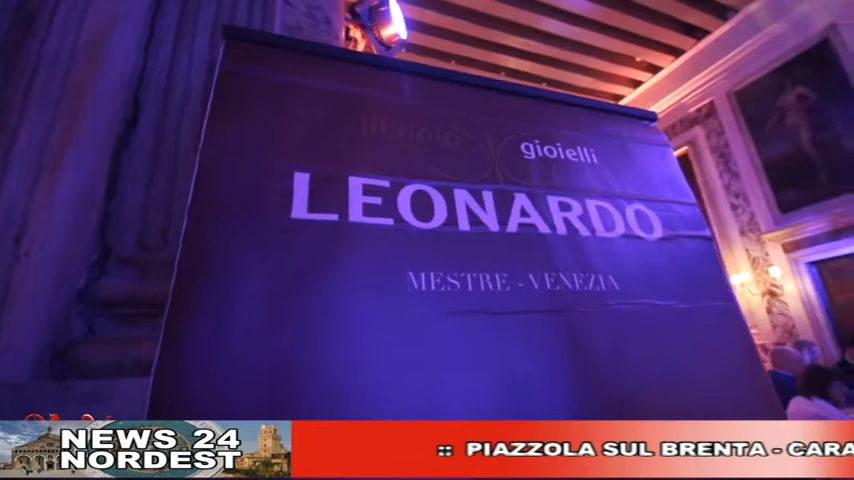 gioielli
LEONARDO
MESTRE - VENEZIA
NEWS 24
NORDEST
:: PIAZZOLA SUL BRENTA - CARA